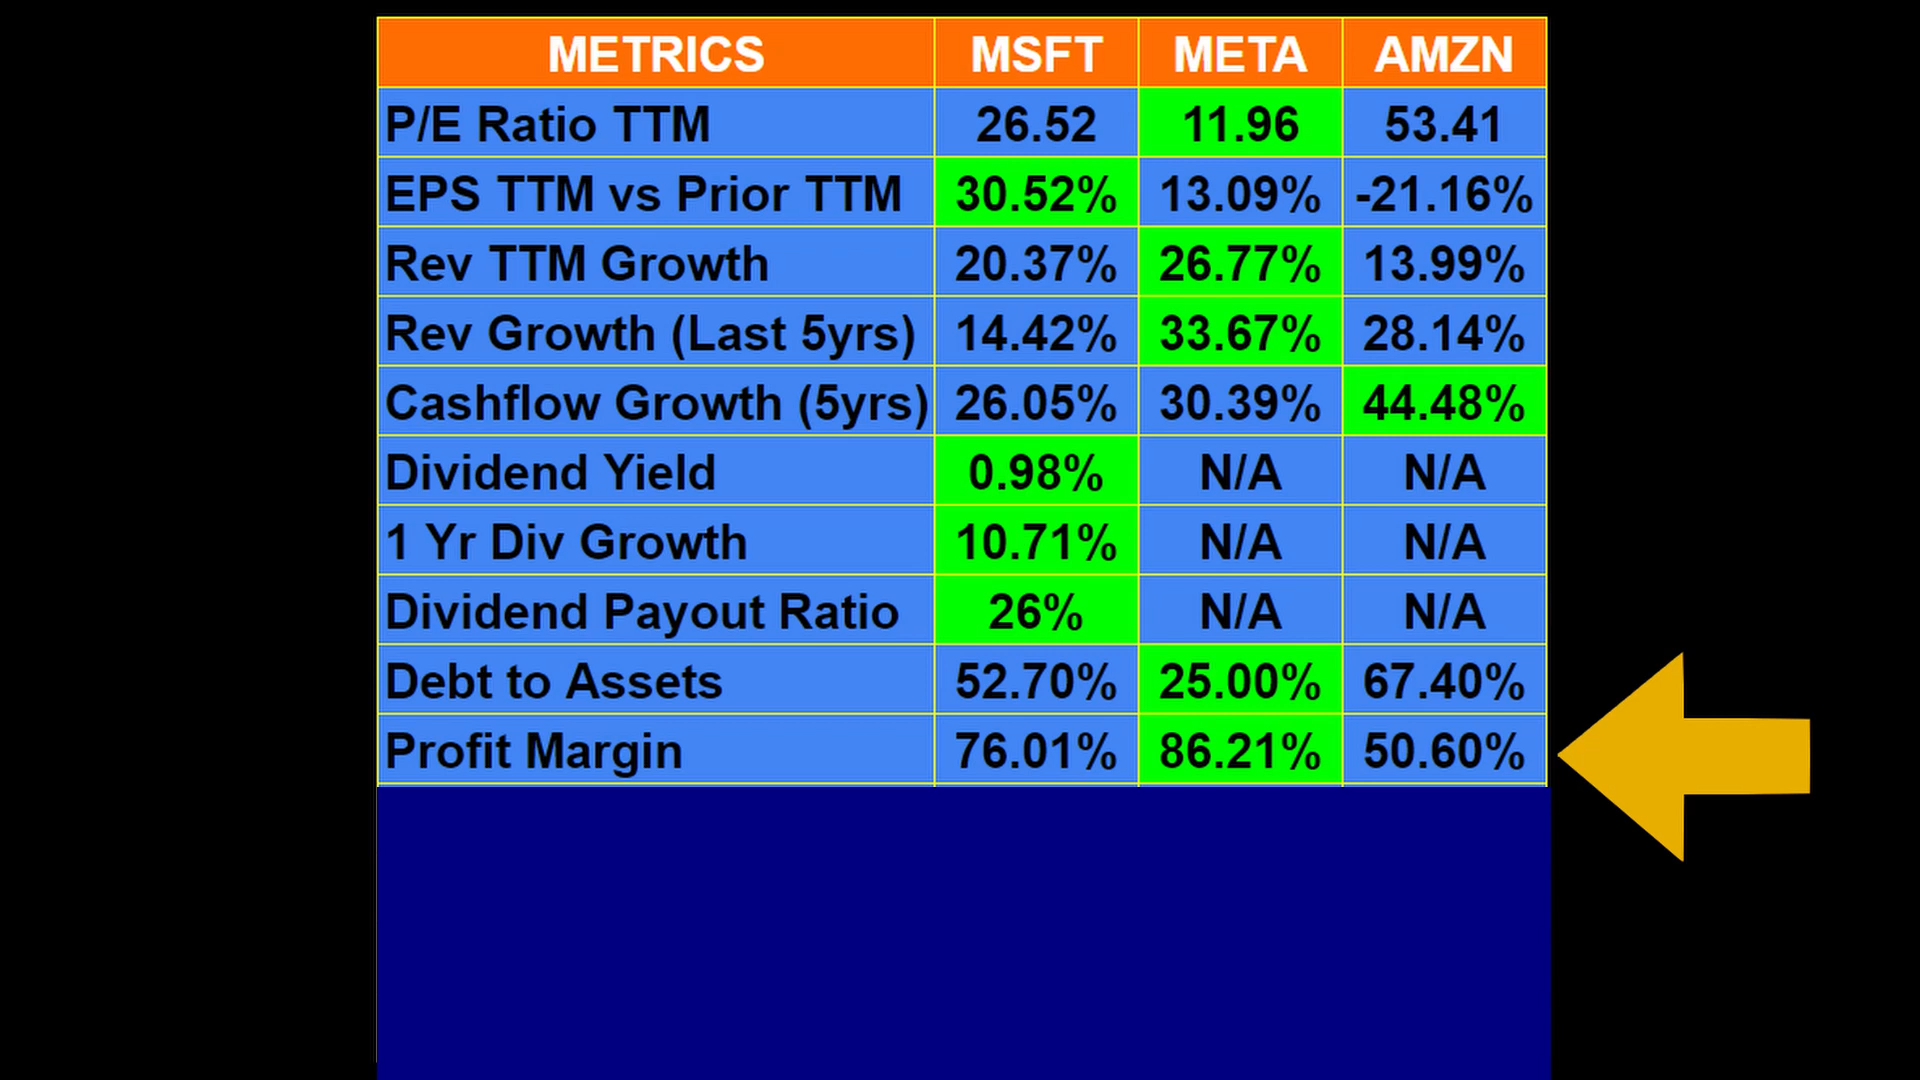 METRICS MSFT META AMZN
P/E Ratio TTM 26.52 11.96 53.41
EPS TTM vs Prior TTM 30.52% 13.09% -21.16%
Rev TTM Growth 20.37% 26.77% 13.99%
Rev Growth (Last 5yrs) 14.42% 33.67% 28.14%
Cashflow Growth (5yrs) 26.05% 30.39% 44.48%
Dividend Yield 0.98% N/A N/A
1 Yr Div Growth 10.71% N/A N/A
Dividend Payout Ratio 26% N/A N/A
Debt to Assets 52.70% 25.00% 67.40%
Profit Margin 76.01% 86.21% 50.60%